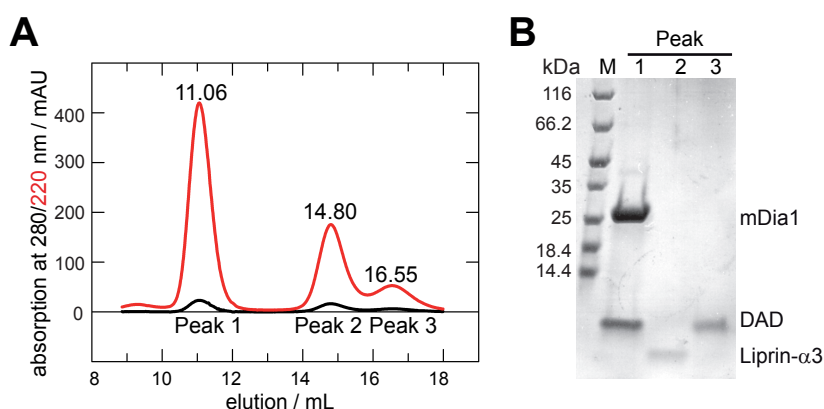 A
absorption at 280/220 nm / mAU
400
300
200
100
0
11.06
14.80
16.55
Peak 1
Peak 2
Peak 3
8
10
12
14
16
18
elution / mL
B
Peak
kDa
M
1
2
3
116
66.2
45
35
25
18.4
14.4
mDia1
DAD
Liprin-α3